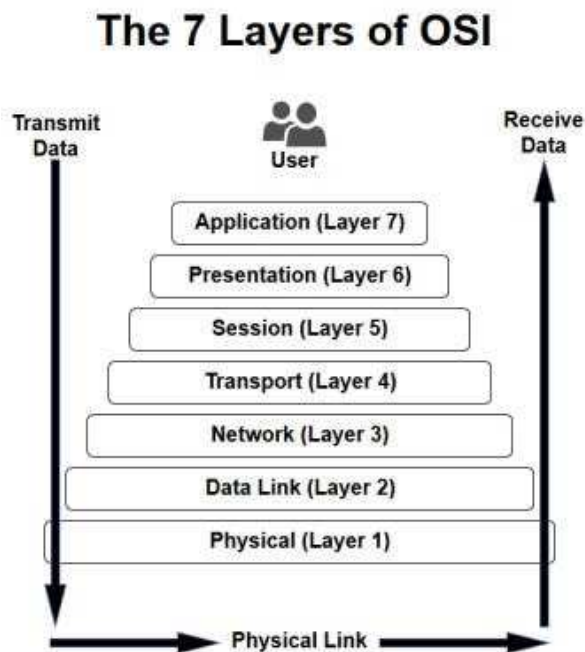 The 7 Layers of OSI
Transmit
Data
User
Receive
Data
Application (Layer 7)
Presentation (Layer 6)
Session (Layer 5)
Transport (Layer 4)
Network (Layer 3)
Data Link (Layer 2)
Physical (Layer 1)
Physical Link